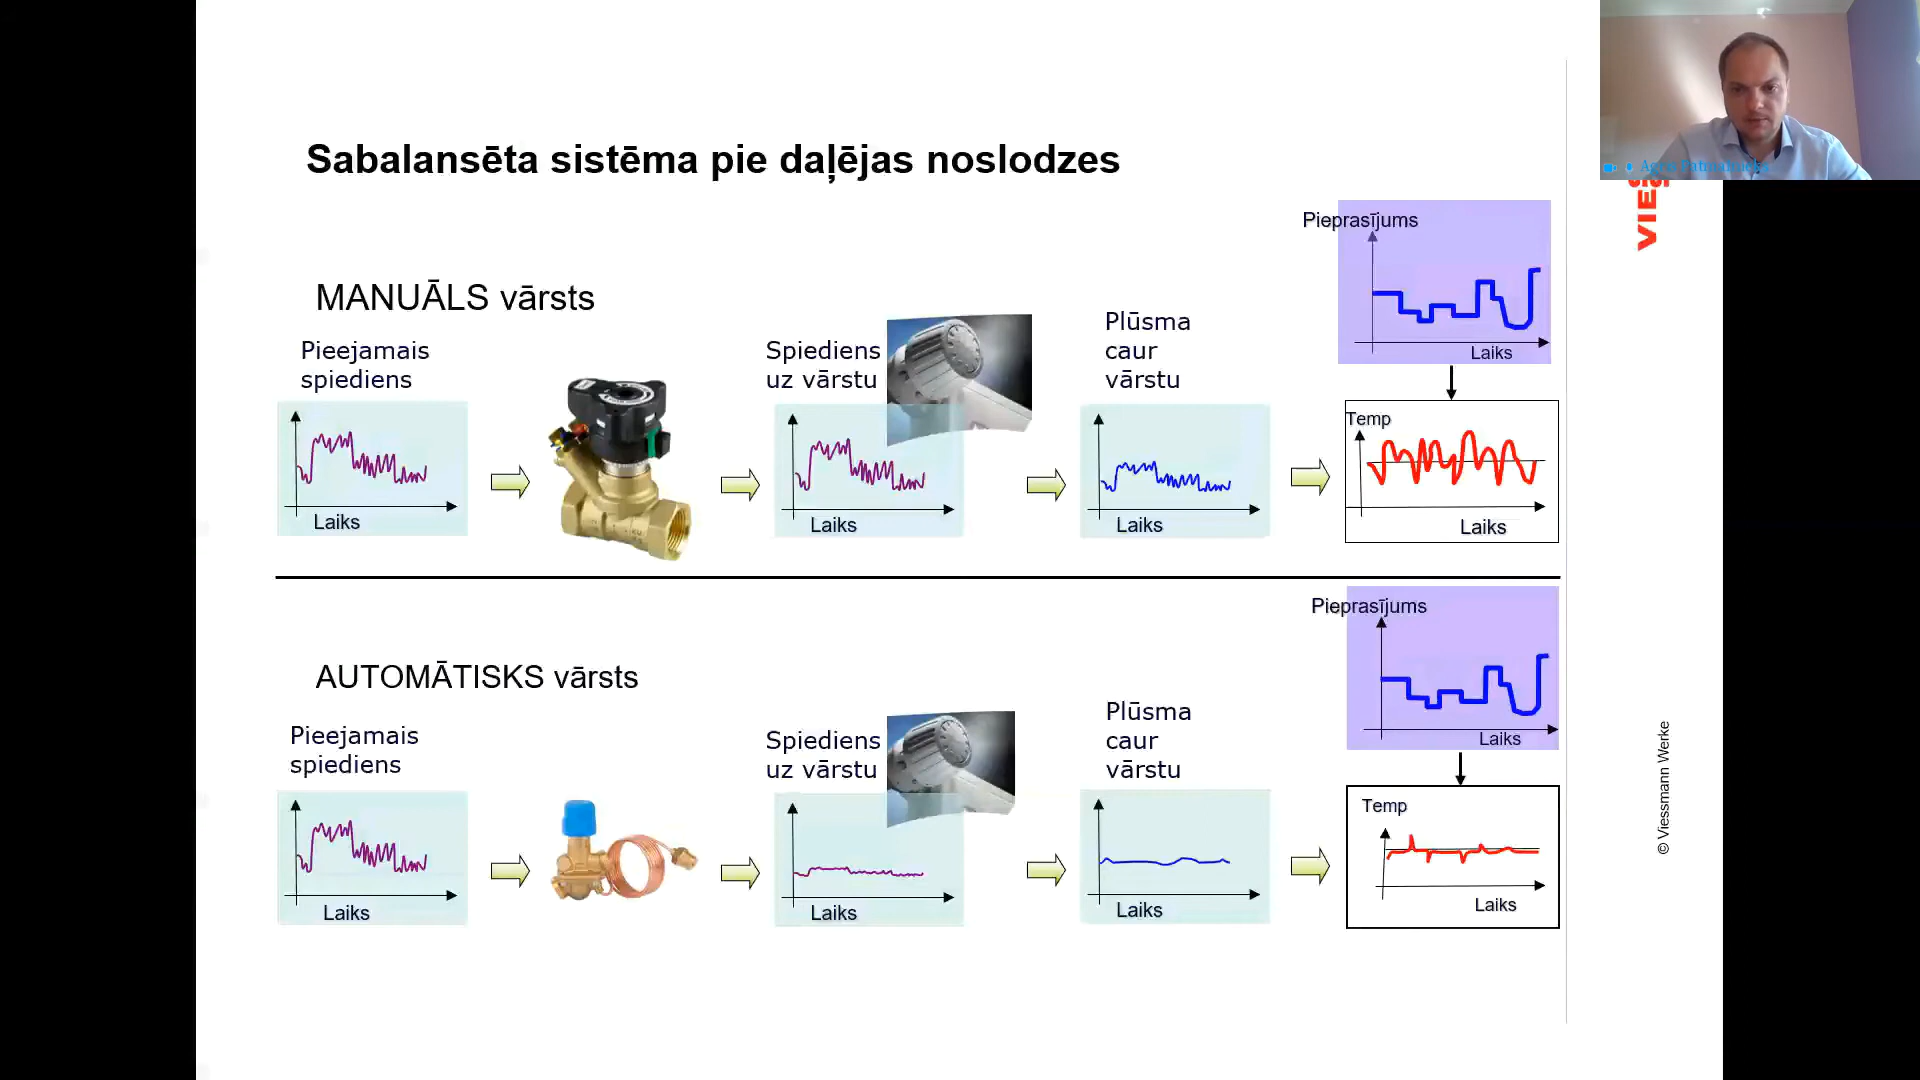 Sabalansēta sistēma pie daļējas noslodzes
MANUĀLS vārsts
Pieejamais
spiediens
Laiks
Spiediens
uz vārstu
Laiks
Plūsma
caur
vārstu
Laiks
Pieprasījums
Laiks
Temp
Laiks
AUTOMĀTISKS vārsts
Pieejamais
spiediens
Laiks
Spiediens
uz vārstu
Laiks
Plūsma
caur
vārstu
Laiks
Pieprasījums
Laiks
Temp
Laiks
© Viessmann Werke